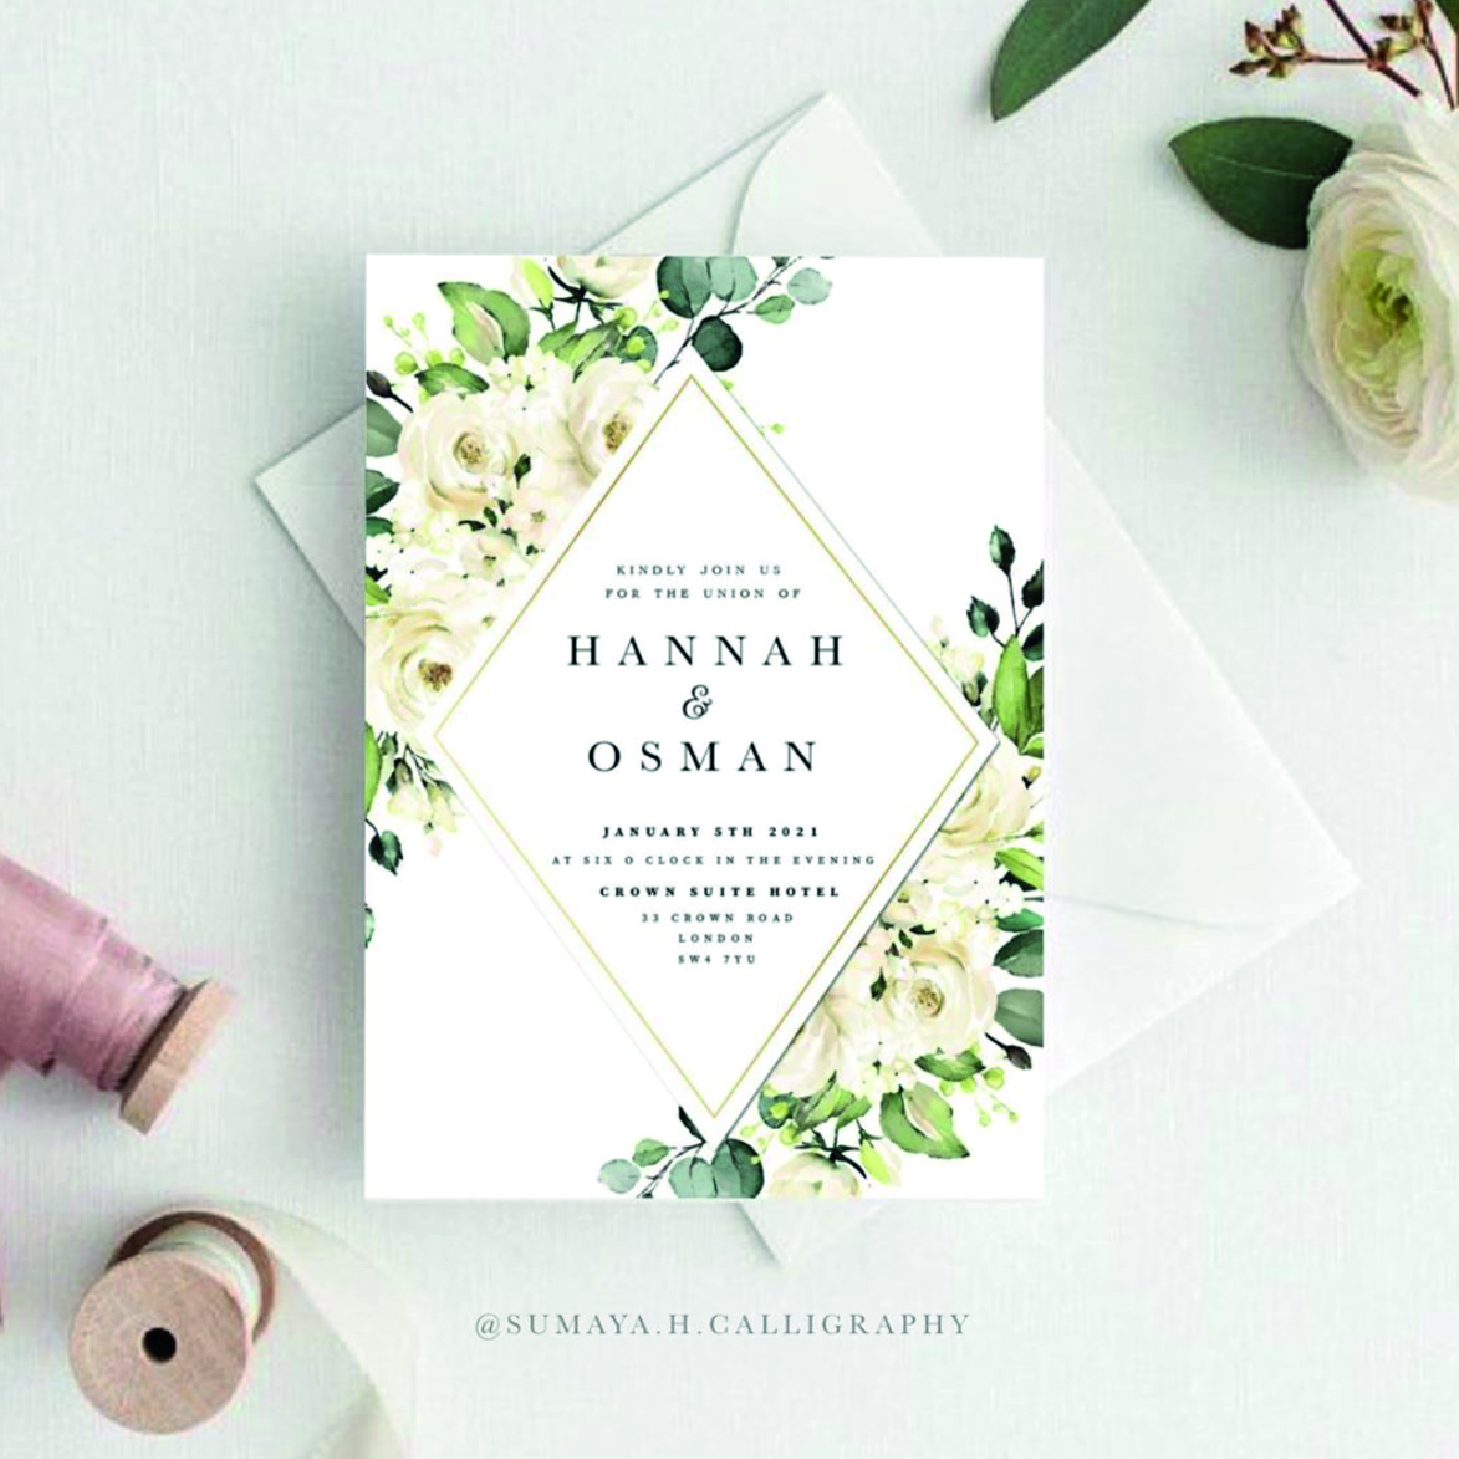 KINDLY JOIN US
FOR THE UNION OF
HANNAH
&
OSMAN
JANUARY 5TH 2021
AT SIX O CLOCK IN THE EVENING
CROWN SUITE HOTEL
33 CROWN ROAD
LONDON
SW4 7YU
@SUMAYA.H.CALLIGRAPHY